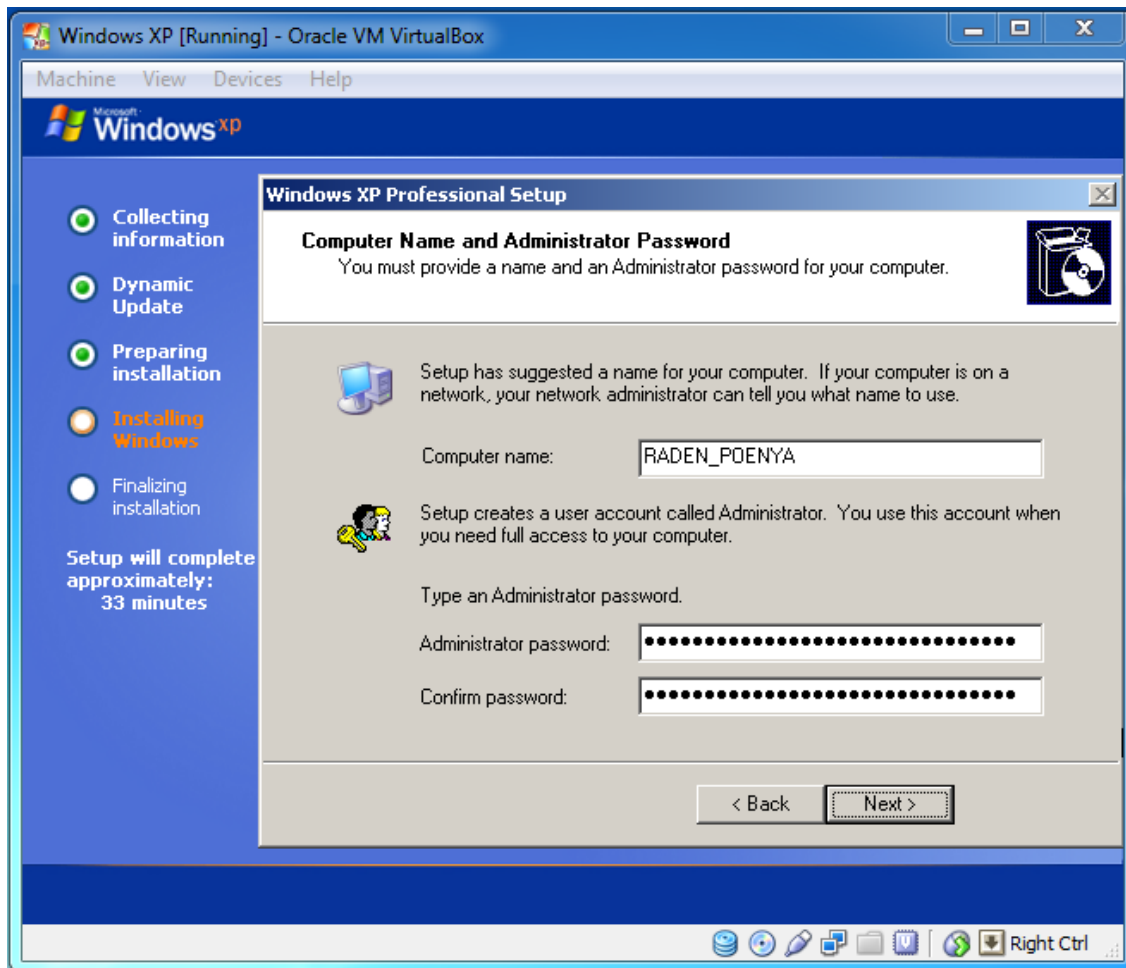 Windows XP [Running] - Oracle VM VirtualBox
Machine View Devices Help
Microsoft
Windows xp
Collecting
information
Dynamic
Update
Preparing
installation
Installing
Windows
Finalizing
installation
Setup will complete
approximately:
33 minutes
Windows XP Professional Setup
Computer Name and Administrator Password
You must provide a name and an Administrator password for your computer.
Setup has suggested a name for your computer. If your computer is on a
network, your network administrator can tell you what name to use.
Computer name: RADEN_POENYA
Setup creates a user account called Administrator. You use this account when
you need full access to your computer.
Type an Administrator password.
Administrator password: •••••••••••••••••••••••••••••••
Confirm password: •••••••••••••••••••••••••••••••
< Back Next >
Right Ctrl